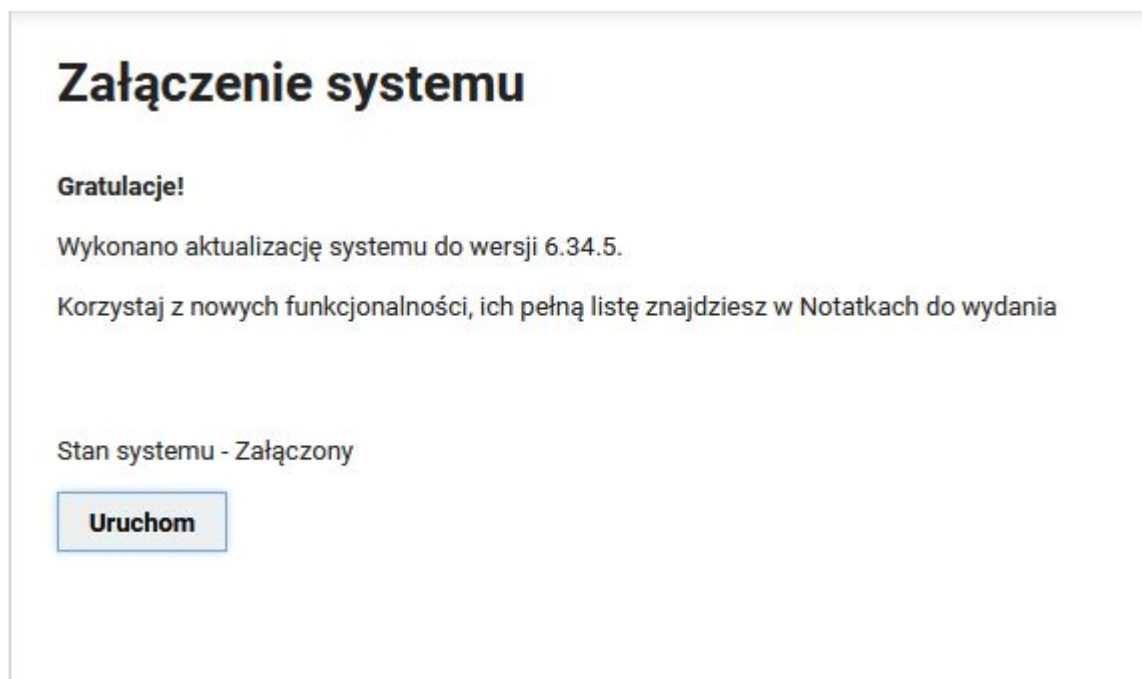 Załączenie systemu
Gratulacje!
Wykonano aktualizację systemu do wersji 6.34.5.
Korzystaj z nowych funkcjonalności, ich pełną listę znajdziesz w Notatkach do wydania
Stan systemu - Załączony
Uruchom